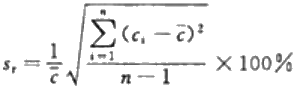 $s_r = \frac{1}{\bar{c}} \sqrt{\frac{\sum_{i=1}^{n} (c_i - \bar{c})^2}{n-1}} \times 100\%$